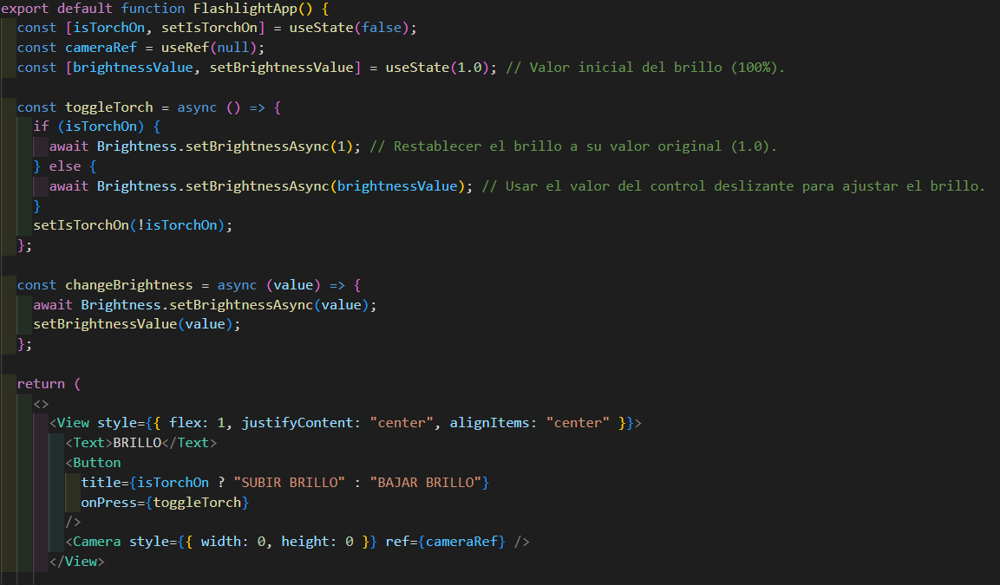 export default function FlashlightApp() {
const [isTorchOn, setIsTorchOn] = useState(false);
const cameraRef = useRef(null);
const [brightnessValue, setBrightnessValue] = useState(1.0); // Valor inicial del brillo (100%).
const toggleTorch = async () => {
if (isTorchOn) {
await Brightness.setBrightnessAsync(1); // Restablecer el brillo a su valor original (1.0).
} else {
await Brightness.setBrightnessAsync(brightnessValue); // Usar el valor del control deslizante para ajustar el brillo.
}
setIsTorchOn(!isTorchOn);
};
const changeBrightness = async (value) => {
await Brightness.setBrightnessAsync(value);
setBrightnessValue(value);
};
return (
<>
<View style={{ flex: 1, justifyContent: "center", alignItems: "center" }}>
<Text>BRILLO</Text>
<Button
title={isTorchOn ? "SUBIR BRILLO" : "BAJAR BRILLO"}
onPress={toggleTorch}
/>
<Camera style={{ width: 0, height: 0 }} ref={cameraRef} />
</View>